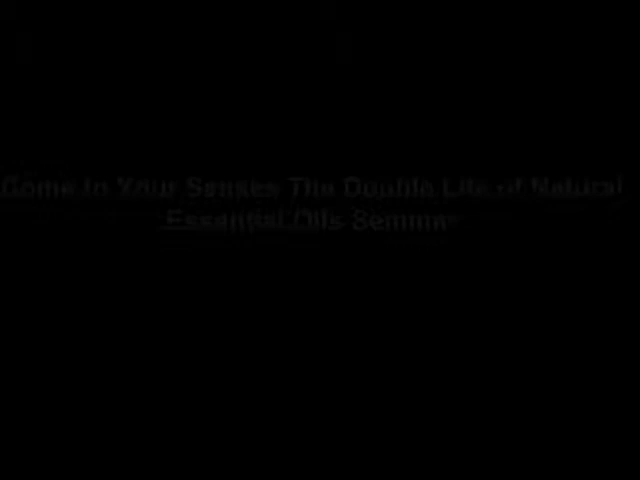 Come to Your Senses The Double Life of Natural
Essential Oils Seminar